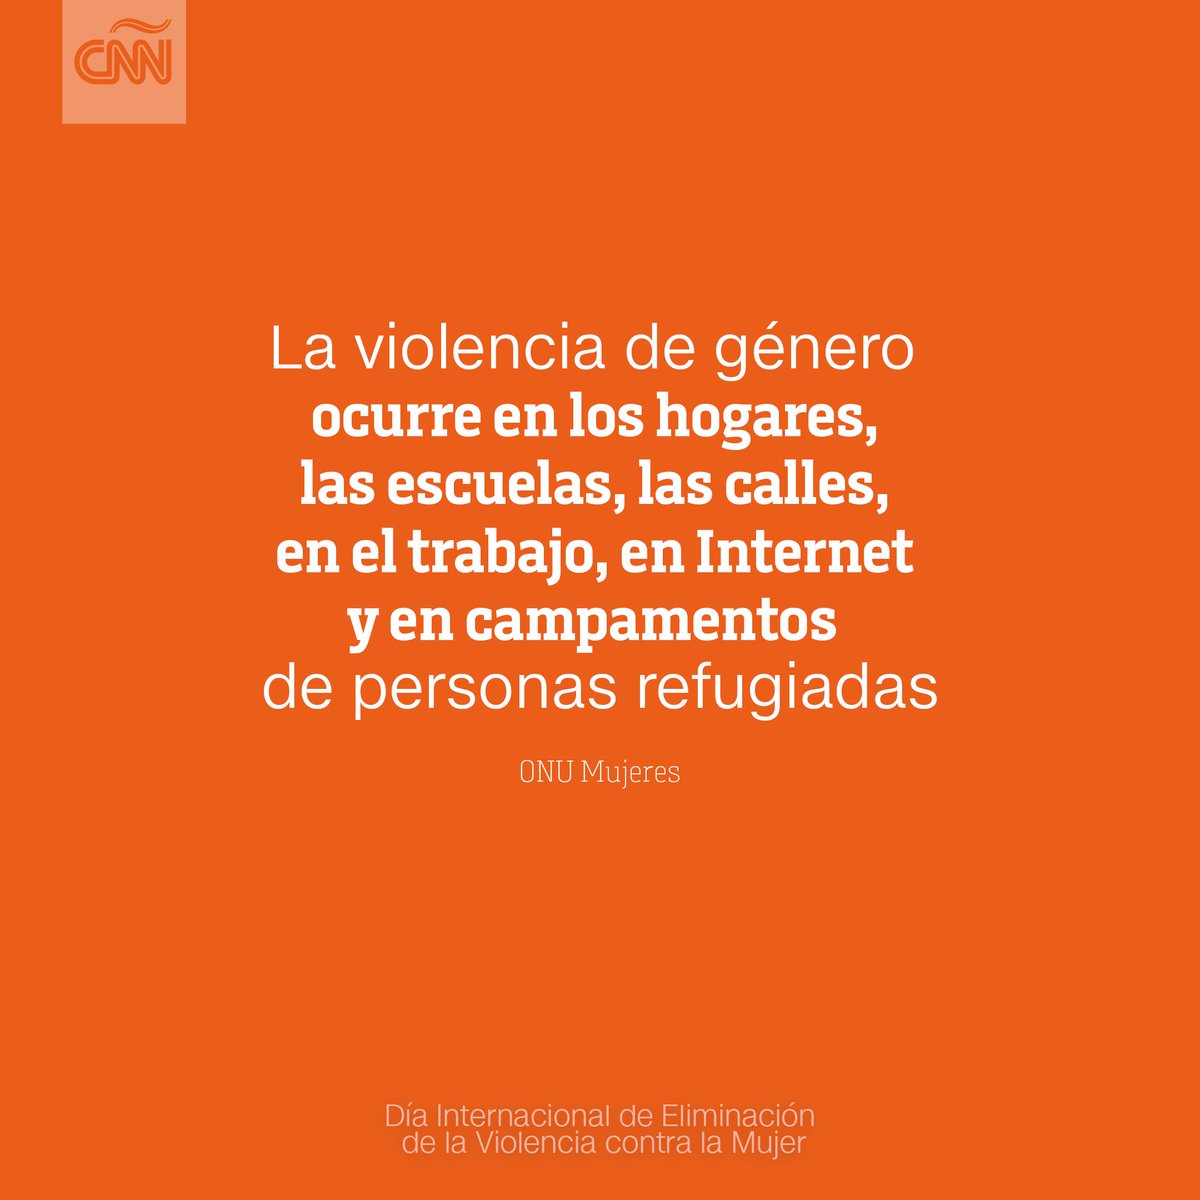 CNN
La violencia de género
ocurre en los hogares,
las escuelas, las calles,
en el trabajo, en Internet
y en campamentos
de personas refugiadas
ONU Mujeres
Día Internacional de Eliminación
de la Violencia contra la Mujer